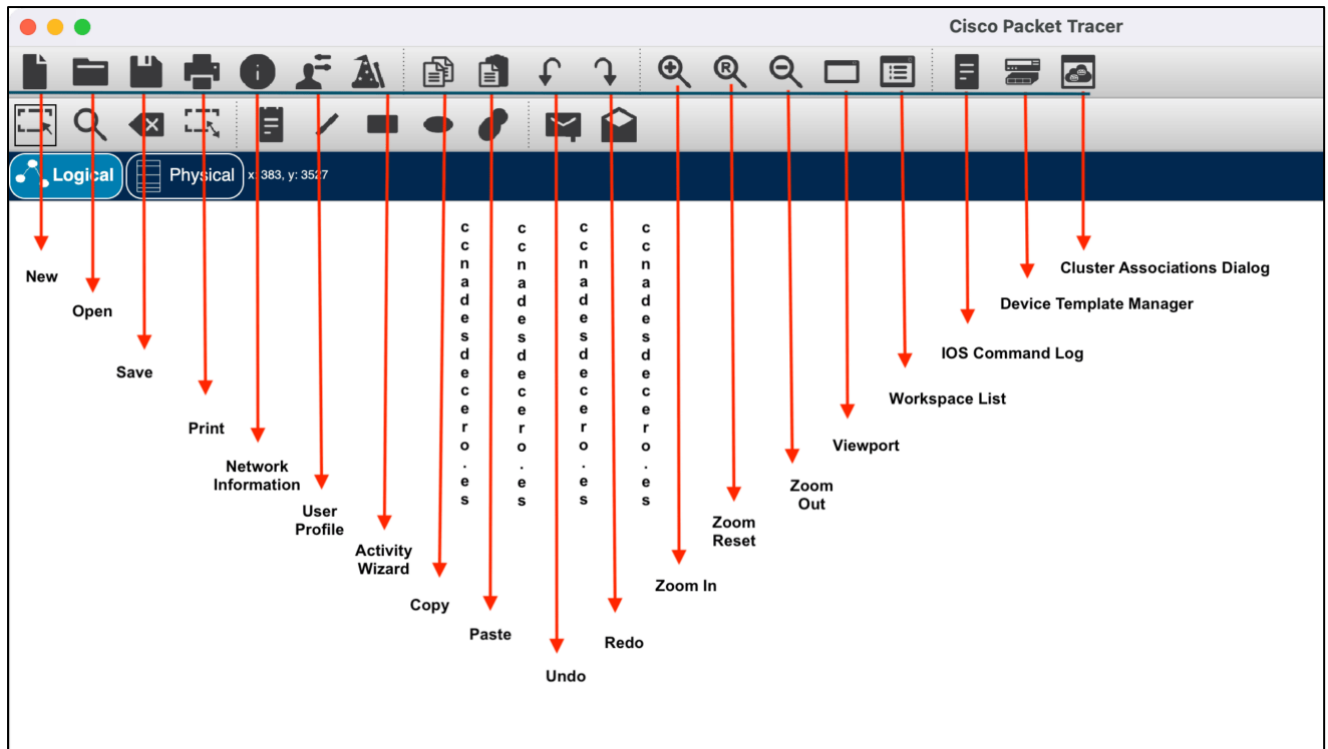 Cisco Packet Tracer
Logical
Physical
x: 383, y: 3527
New
Open
Save
Print
Network
Information
User
Profile
Activity
Wizard
Copy
Paste
Undo
Redo
Zoom In
Zoom
Reset
Zoom
Out
Viewport
Workspace List
IOS Command Log
Device Template Manager
Cluster Associations Dialog
ccnadesdecero.es
ccnadesdecero.es
ccnadesdecero.es
ccnadesdecero.es